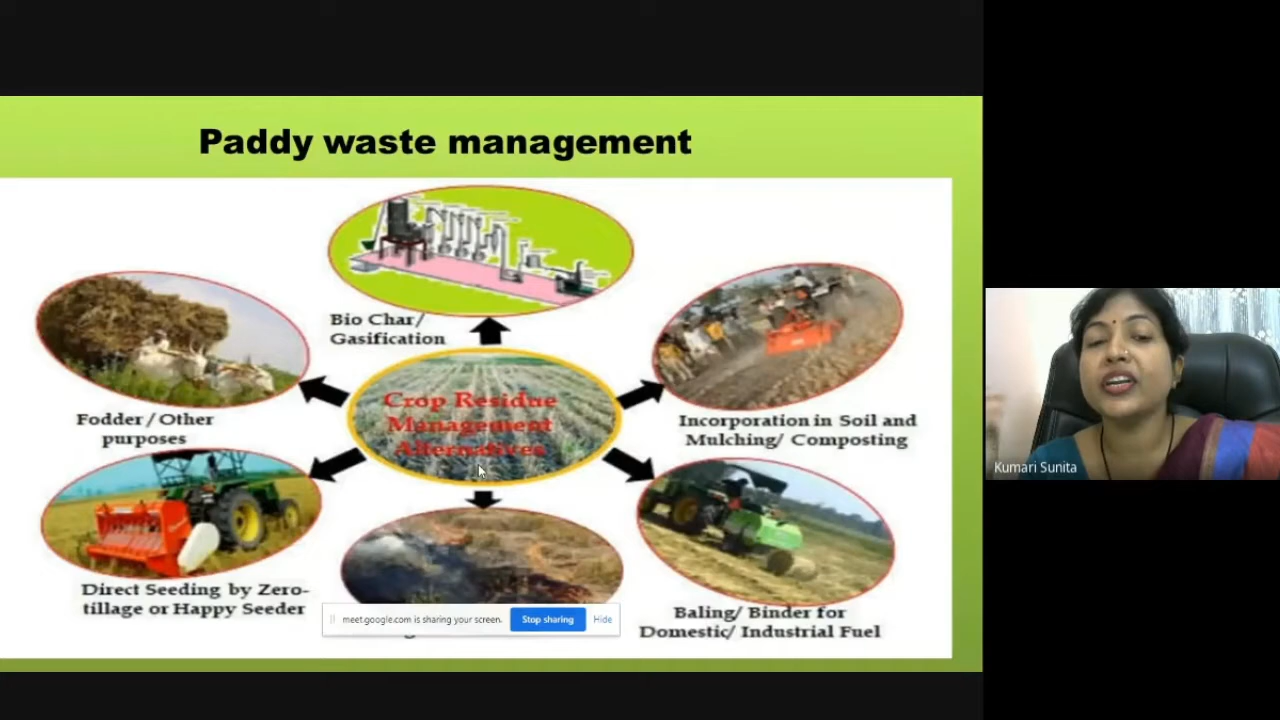 Paddy waste management
Bio Char/
Gasification
Fodder / Other
purposes
Crop Residue
Management
Alternatives
Incorporation in Soil and
Mulching/ Composting
Direct Seeding by Zero-
tillage or Happy Seeder
Baling/ Binder for
Domestic/ Industrial Fuel
meet.google.com is sharing your screen.
Stop sharing
Hide
Kumari Sunita